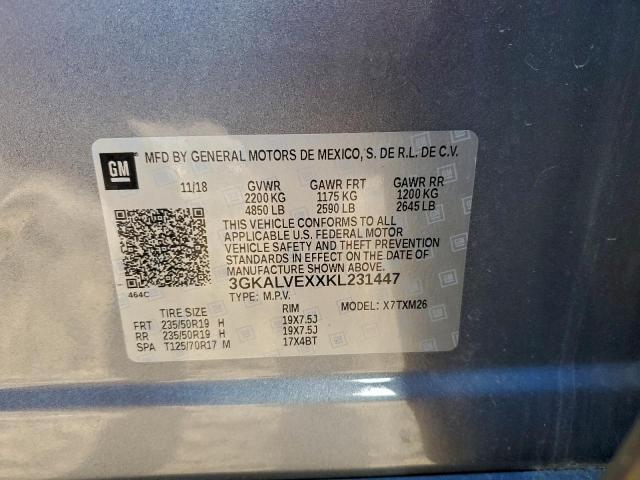 GM
MFD BY GENERAL MOTORS DE MEXICO, S. DE R.L. DE C.V.
11/18 GVWR GAWR FRT GAWR RR
2200 KG 1175 KG 1200 KG
4850 LB 2590 LB 2645 LB
THIS VEHICLE CONFORMS TO ALL
APPLICABLE U.S. FEDERAL MOTOR
VEHICLE SAFETY AND THEFT PREVENTION
STANDARDS IN EFFECT ON THE DATE OF
MANUFACTURE SHOWN ABOVE.
464C
3GKALVEXXKL231447
TYPE: M.P.V. MODEL: X7TXM26
TIRE SIZE RIM
FRT 235/50R19 H 19X7.5J
RR 235/50R19 H 19X7.5J
SPA T125/70R17 M 17X4BT